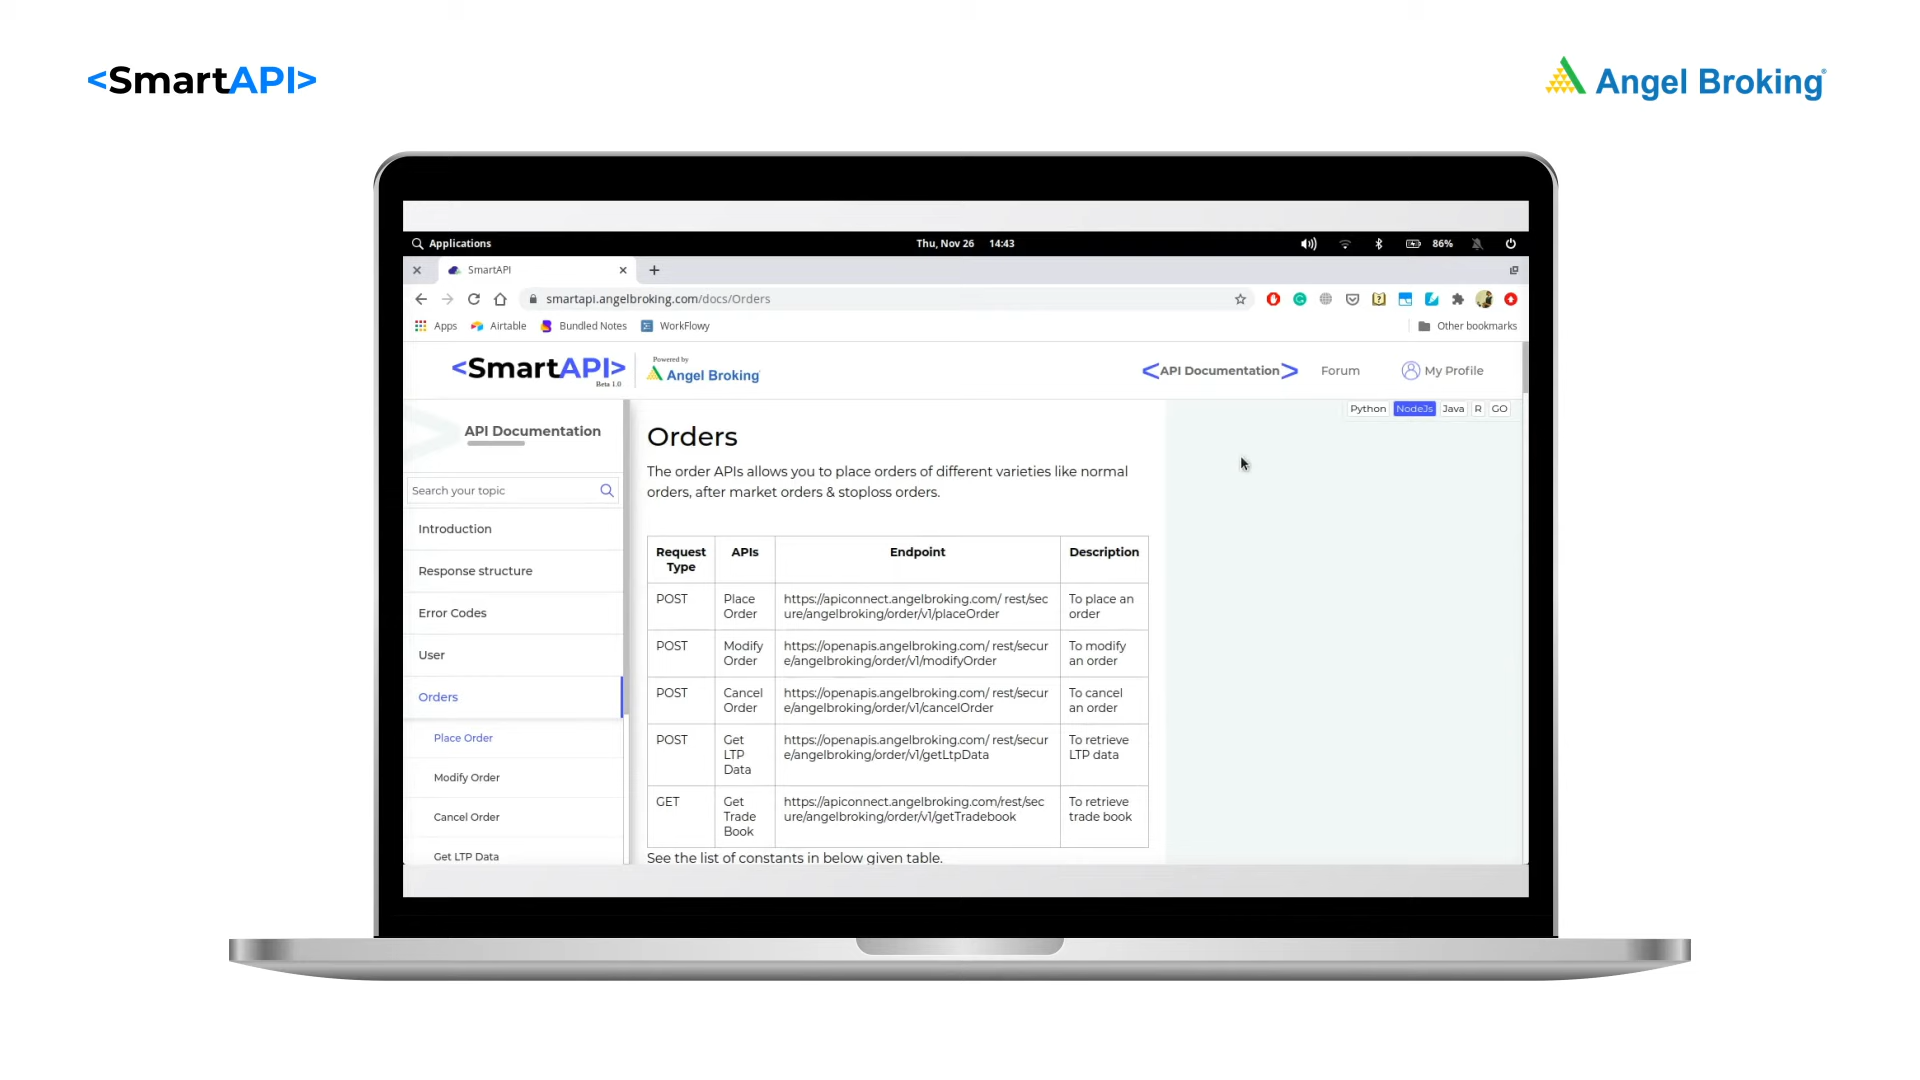 <SmartAPI>
Angel Broking
Applications
Thu, Nov 26 14:43
86%
SmartAPI
smartapi.angelbroking.com/docs/Orders
Apps
Airtable
Bundled Notes
WorkFlowy
Other bookmarks
<SmartAPI>
Beta 1.0
Powered by
Angel Broking
<API Documentation>
Forum
My Profile
Python
NodeJs
Java
R
GO
API Documentation
Search your topic
Introduction
Response structure
Error Codes
User
Orders
Place Order
Modify Order
Cancel Order
Get LTP Data
Orders
The order APIs allows you to place orders of different varieties like normal
orders, after market orders & stoploss orders.
Request Type APIs Endpoint Description
POST Place Order https://apiconnect.angelbroking.com/ rest/secure/angelbroking/order/v1/placeOrder To place an order
POST Modify Order https://openapis.angelbroking.com/ rest/secure/angelbroking/order/v1/modifyOrder To modify an order
POST Cancel Order https://openapis.angelbroking.com/ rest/secure/angelbroking/order/v1/cancelOrder To cancel an order
POST Get LTP Data https://openapis.angelbroking.com/ rest/secure/angelbroking/order/v1/getLtpData To retrieve LTP data
GET Get Trade Book https://apiconnect.angelbroking.com/rest/secure/angelbroking/order/v1/getTradebook To retrieve trade book
See the list of constants in below given table.